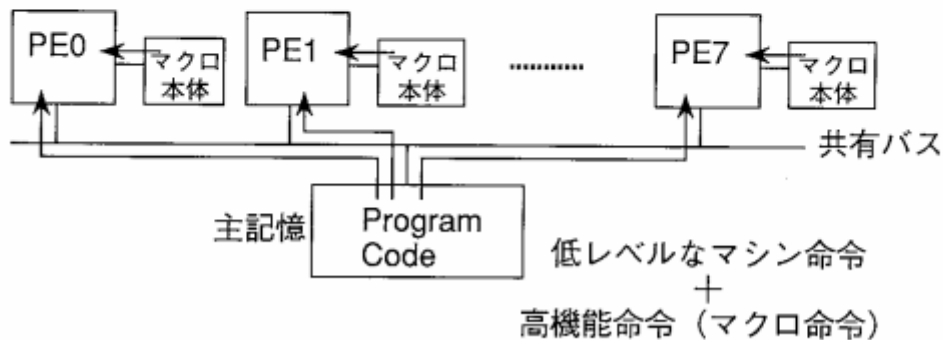 PE0
マクロ
本体
PE1
マクロ
本体
PE7
マクロ
本体
共有バス
主記憶
Program
Code
低レベルなマシン命令
+
高機能命令（マクロ命令）